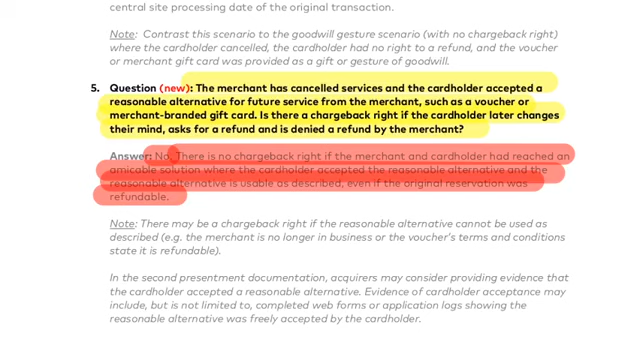 central site processing date of the original transaction.
Note: Contrast this scenario to the goodwill gesture scenario (with no chargeback right)
where the cardholder cancelled, the cardholder had no right to a refund, and the voucher
or merchant gift card was provided as a gift or gesture of goodwill.
5. Question (new): The merchant has cancelled services and the cardholder accepted a
reasonable alternative for future service from the merchant, such as a voucher or
merchant-branded gift card. Is there a chargeback right if the cardholder later changes
their mind, asks for a refund and is denied a refund by the merchant?
Answer: No, There is no chargeback right if the merchant and cardholder had reached an
amicable solution where the cardholder accepted the reasonable alternative and the
reasonable alternative is usable as described, even if the original reservation was
refundable.
Note: There may be a chargeback right if the reasonable alternative cannot be used as
described (e.g. the merchant is no longer in business or the voucher's terms and conditions
state it is refundable).
In the second presentment documentation, acquirers may consider providing evidence that
the cardholder accepted a reasonable alternative. Evidence of cardholder acceptance may
include, but is not limited to, completed web forms or application logs showing the
reasonable alternative was freely accepted by the cardholder.